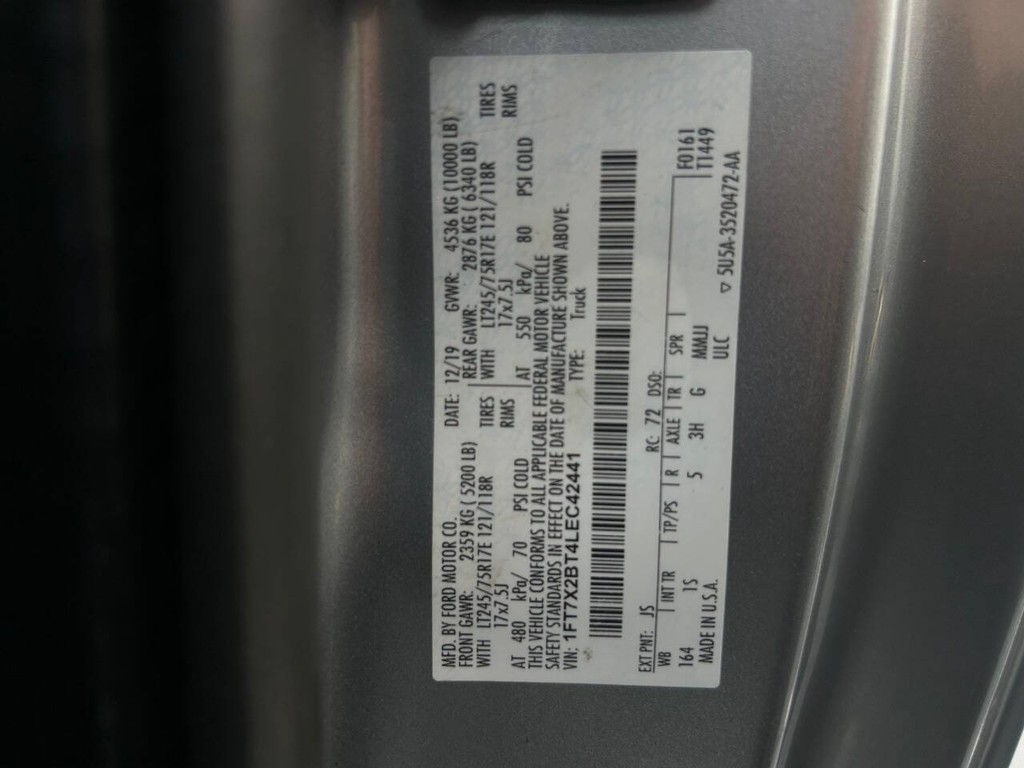 MFD. BY FORD MOTOR CO.
DATE: 12/19 GVWR: 4536 KG (10000 LB)
FRONT GAWR: 2359 KG ( 5200 LB) REAR GAWR: 2876 KG ( 6340 LB)
WITH LT245/75R17E 121/118R TIRES WITH LT245/75R17E 121/118R TIRES
17x7.5J RIMS 17x7.5J RIMS
AT 480 kPa/ 70 PSI COLD AT 550 kPa/ 80 PSI COLD
THIS VEHICLE CONFORMS TO ALL APPLICABLE FEDERAL MOTOR VEHICLE
SAFETY STANDARDS IN EFFECT ON THE DATE OF MANUFACTURE SHOWN ABOVE.
VIN: 1FT7X2BT4LEC42441 TYPE: Truck
EXT PNT: JS RC: 72 DSO:
WB INT TR TP/PS R AXLE TR SPR F0161
164 1S 5 3H G MMJJ T1449
MADE IN U.S.A. ULC
▽ 5U5A-3520472-AA